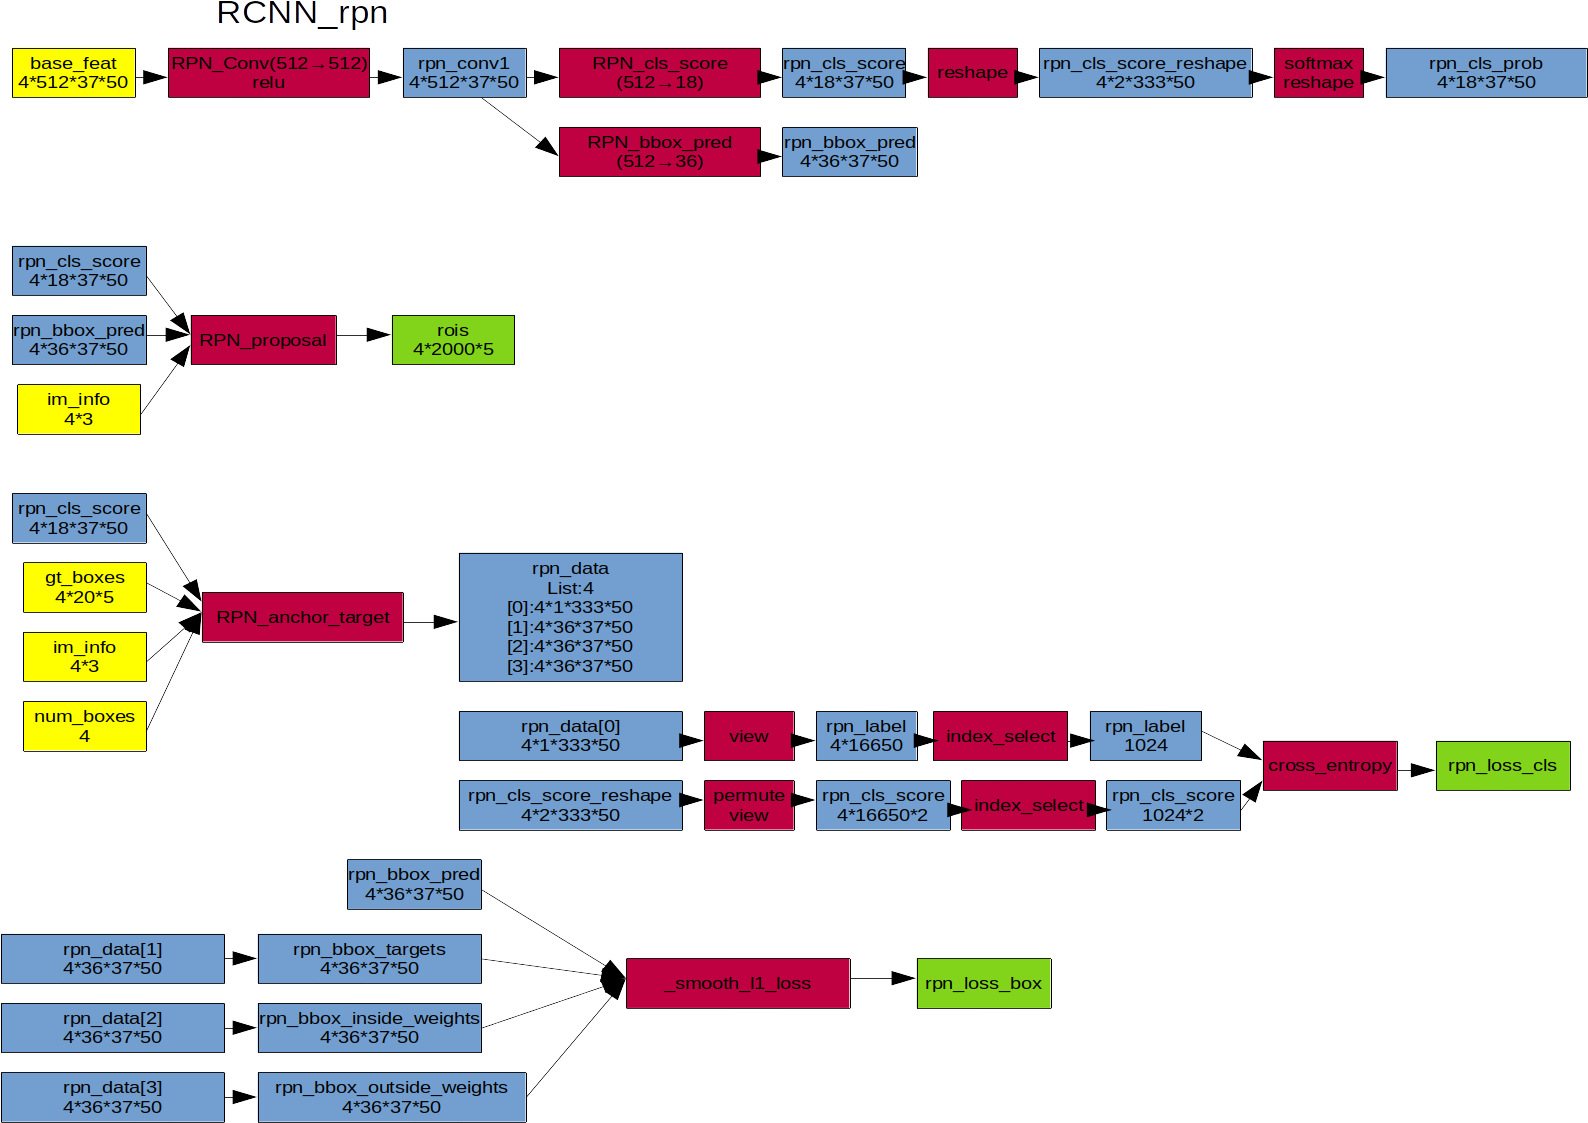 RCNN_rpn
base_feat
4*512*37*50
RPN_Conv(512→512)
relu
rpn_conv1
4*512*37*50
RPN_cls_score
(512→18)
rpn_cls_score
4*18*37*50
reshape
rpn_cls_score_reshape
4*2*333*50
softmax
reshape
rpn_cls_prob
4*18*37*50
RPN_bbox_pred
(512→36)
rpn_bbox_pred
4*36*37*50
rpn_cls_score
4*18*37*50
rpn_bbox_pred
4*36*37*50
im_info
4*3
RPN_proposal
rois
4*2000*5
rpn_cls_score
4*18*37*50
gt_boxes
4*20*5
im_info
4*3
num_boxes
4
RPN_anchor_target
rpn_data
List:4
[0]:4*1*333*50
[1]:4*36*37*50
[2]:4*36*37*50
[3]:4*36*37*50
rpn_data[0]
4*1*333*50
view
rpn_label
4*16650
index_select
rpn_label
1024
rpn_cls_score_reshape
4*2*333*50
permute
view
rpn_cls_score
4*16650*2
index_select
rpn_cls_score
1024*2
cross_entropy
rpn_loss_cls
rpn_bbox_pred
4*36*37*50
rpn_data[1]
4*36*37*50
rpn_bbox_targets
4*36*37*50
rpn_data[2]
4*36*37*50
rpn_bbox_inside_weights
4*36*37*50
rpn_data[3]
4*36*37*50
rpn_bbox_outside_weights
4*36*37*50
_smooth_l1_loss
rpn_loss_box